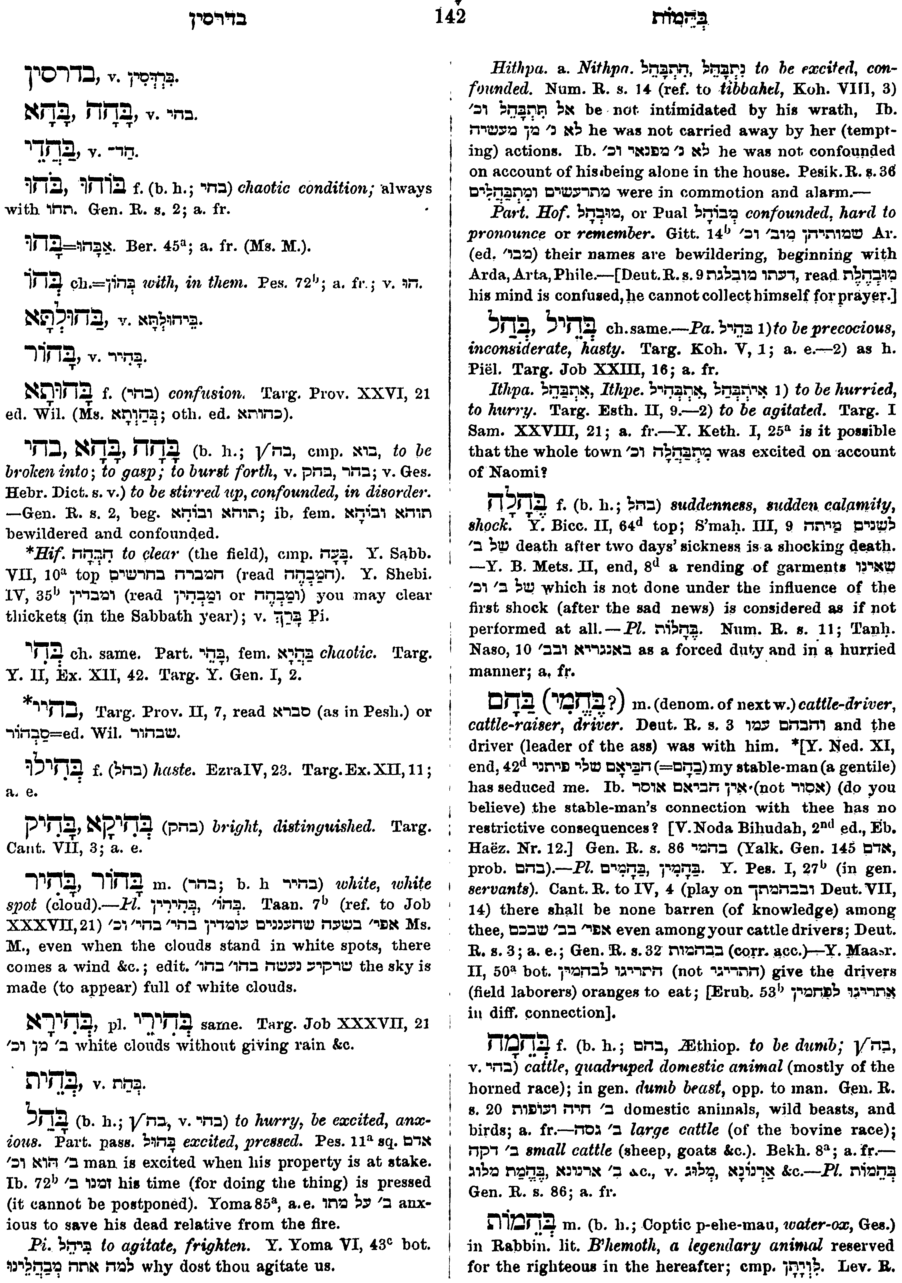 בדרסין 142 בְּהֵמוֹת
בדרסין, v. בַּרְדְּסִין.
בָּהָה, בָּהָא, v. בהי.
בַּהֲדֵי, v. חַד־.
בּוֹהוּ, בֹּהוּ f. (b. h.; בהי) chaotic condition; always
with תהו. Gen. R. s. 2; a. fr.
בָּהוּ=אַבָּהוּ. Ber. 45ª; a. fr. (Ms. M.).
בְּהוֹ ch.=בְּהוֹן with, in them. Pes. 72ᵇ; a. fr.; v. הוּ.
בַּהוּלְתָּא, v. בֵּיהוּלְתָּא.
בָּהוֹר, v. בָּהִיר.
בָּהוּתָא f. (בהי) confusion. Targ. Prov. XXVI, 21
ed. Wil. (Ms. בַּהֲוָתָא; oth. ed. כהותא).
בָּהָה, בָּהָא, בהי (b. h.; √בה, cmp. בוא, to be
broken into; to gasp; to burst forth, v. בהק, בהר; v. Ges.
Hebr. Dict. s. v.) to be stirred up, confounded, in disorder.
—Gen. R. s. 2, beg. תוהא ובוהא; ib. fem. תוהא ובוהא
bewildered and confounded.
*Hif. הִבְהָה to clear (the field), cmp. בָּעָה. Y. Sabb.
VII, 10ª top המברה בחרשים (read הַמַּבְהֶה). Y. Shebi.
IV, 35ᵇ ומברין (read וּמַבְהִין or וּמַבְהֶה) you may clear
thickets (in the Sabbath year); v. בָּרָה Pi.
בְּהֵי ch. same. Part. בָּהֵי, fem. בָּהֲיָא chaotic. Targ.
Y. II, Ex. XII, 42. Targ. Y. Gen. I, 2.
*בהיי, Targ. Prov. II, 7, read סברא (as in Pesh.) or
סָבְהוֹר=ed. Wil. שבהור.
בְּהִילוּ f. (בהל) haste. Ezra IV, 23. Targ. Ex. XII, 11;
a. e.
בָּהִיק, בְּהִיקָא (בהק) bright, distinguished. Targ.
Cant. VII, 3; a. e.
בָּהִיר, בָּהוֹר m. (בהר; b. h בהיר) white, white
spot (cloud).—Pl. בְּהוֹ', בְּהִירִין. Taan. 7ᵇ (ref. to Job
XXXVII, 21) אפי' בשעה שהעננים עומדין בהי' בהי' וכ' Ms.
M., even when the clouds stand in white spots, there
comes a wind &c.; edit. שרקיע נעשה בהו' בהו' the sky is
made (to appear) full of white clouds.
בְּהִירָא, pl. בְּהִירֵי same. Targ. Job XXXVII, 21
ב' מן וכ' white clouds without giving rain &c.
בְּהִית, v. בְּהֵת.
בָּהַל (b. h.; √בה, v. בהי) to hurry, be excited, anx-
ious. Part. pass. בָּהוּל excited, pressed. Pes. 11ª sq. אדם
ב' הוא וכ' man is excited when his property is at stake.
Ib. 72ᵇ ב' זמנו his time (for doing the thing) is pressed
(it cannot be postponed). Yoma 85ª, a. e. ב' על מתו anx-
ious to save his dead relative from the fire.
Pi. בִּיהֵל to agitate, frighten. Y. Yoma VI, 43ᶜ bot.
למה אתה מְבַהֲלֵינוּ why dost thou agitate us.
Hithpa. a. Nithpa. הִתְבַּהֵל, נִתְבַּהֵל to be excited, con-
founded. Num. R. s. 14 (ref. to tibbahel, Koh. VIII, 3)
אל תִּתְבַּהֵל וכ' be not intimidated by his wrath, Ib.
לא נ' מן מעשיה he was not carried away by her (tempt-
ing) actions. Ib. לא נ' מפנאי וכ' he was not confounded
on account of his being alone in the house. Pesik. R. s. 36
מתרעשים וּמִתְבַּהֲלִים were in commotion and alarm.—
Part. Hof. מוּבְהָל, or Pual מְבוֹהָל confounded, hard to
pronounce or remember. Gitt. 14ᵇ שמותיהן מוב' וכ' Ar.
(ed. מבו') their names are bewildering, beginning with
Arda, Arta, Phile.—[Deut. R. s. 9 דעתו מובלגת, read מוּבְהֶלֶת
his mind is confused, he cannot collect himself for prayer.]
בְּהֵיל, בְּהַל ch. same.—Pa. בַּהֵיל 1) to be precocious,
inconsiderate, hasty. Targ. Koh. V, 1; a. e.—2) as h.
Piël. Targ. Job XXIII, 16; a. fr.
Ithpa. אִתְבַּהַל, Ithpe. אִתְבְּהֵיל, אִיתְבְּהַל 1) to be hurried,
to hurry. Targ. Esth. II, 9.—2) to be agitated. Targ. I
Sam. XXVIII, 21; a. fr.—Y. Keth. I, 25ª is it possible
that the whole town מִתְבַּהֲלָה וכ' was excited on account
of Naomi?
בֶּהָלָה f. (b. h.; בהל) suddenness, sudden calamity,
shock. Y. Bicc. II, 64ᵈ top; S'maḥ. III, 9 לשנים מיתה
של ב' death after two days' sickness is a shocking death.
—Y. B. Mets. II, end, 8ᵈ a rending of garments שאינו
של ב' וכ' which is not done under the influence of the
first shock (after the sad news) is considered as if not
performed at all.—Pl. בֶּהָלוֹת. Num. R. s. 11; Tanḥ.
Naso, 10 באנגריא ובב' as a forced duty and in a hurried
manner; a. fr.
בַּהָם (בֶּהֱמִי?) m. (denom. of next w.) cattle-driver,
cattle-raiser, driver. Deut. R. s. 3 והבהם עמו and the
driver (leader of the ass) was with him. *[Y. Ned. XI,
end, 42ᵈ הַבֵּיאָם שלי פיתני (=בהם) my stable-man (a gentile)
has seduced me. Ib. אין הביאם אוסר (not אסור) (do you
believe) the stable-man's connection with thee has no
restrictive consequences? [V. Noda Bihudah, 2ⁿᵈ ed., Eb.
Haëz. Nr. 12.] Gen. R. s. 86 בהמי (Yalk. Gen. 145 אדם,
prob. בהם).—Pl. בַּהָמִין, בַּהָמִים. Y. Pes. I, 27ᵇ (in gen.
servants). Cant. R. to IV, 4 (play on ובבהמתך Deut. VII,
14) there shall be none barren (of knowledge) among
thee, אפי' בב' שבכם even among your cattle drivers; Deut.
R. s. 3; a. e.; Gen. R. s. 32 בבהמות (corr. acc.)—Y. Maasr.
II, 50ª bot. התריגו לבהמין (not התריגי) give the drivers
(field laborers) oranges to eat; [Erub. 53ᵇ אַתְרִיגוּ לַפֶּחָמִין
in diff. connection].
בְּהֵמָה f. (b. h.; בהם, Æthiop. to be dumb; √בה,
v. בהי) cattle, quadruped domestic animal (mostly of the
horned race); in gen. dumb beast, opp. to man. Gen. R.
s. 20 ב' חיה ועופות domestic animals, wild beasts, and
birds; a. fr.—ב' גסה large cattle (of the bovine race);
ב' דקה small cattle (sheep, goats &c.). Bekh. 8ª; a. fr.—
בֶּהֱמַת מלוג, ב' ארנונא &c., v. מְלוּג, אַרְנוֹנָא &c.—Pl. בְּהֵמוֹת
Gen. R. s. 86; a. fr.
בְּהֵמוֹת m. (b. h.; Coptic p-ehe-mau, water-ox, Ges.)
in Rabbin. lit. B'hemoth, a legendary animal reserved
for the righteous in the hereafter; cmp. לִוְיָתָן. Lev. R.